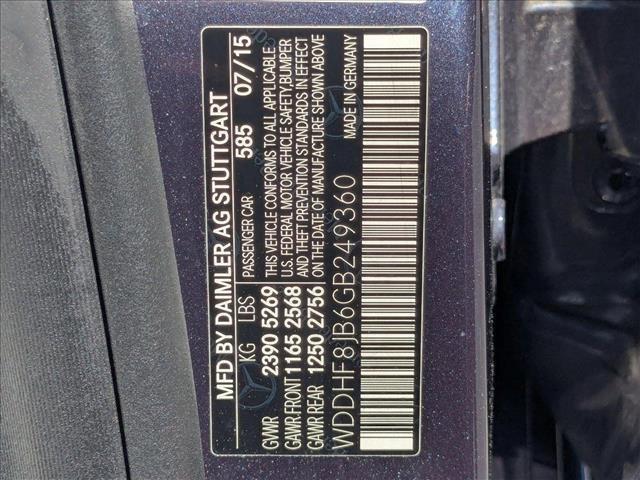 MFD BY DAIMLER AG STUTTGART
PASSENGER CAR 585 07/15
KG LBS
GVWR 2390 5269
GAWR FRONT 1165 2568
GAWR REAR 1250 2756
THIS VEHICLE CONFORMS TO ALL APPLICABLE
U.S. FEDERAL MOTOR VEHICLE SAFETY,BUMPER
AND THEFT PREVENTION STANDARDS IN EFFECT
ON THE DATE OF MANUFACTURE SHOWN ABOVE
WDDHF8JB6GB249360
MADE IN GERMANY